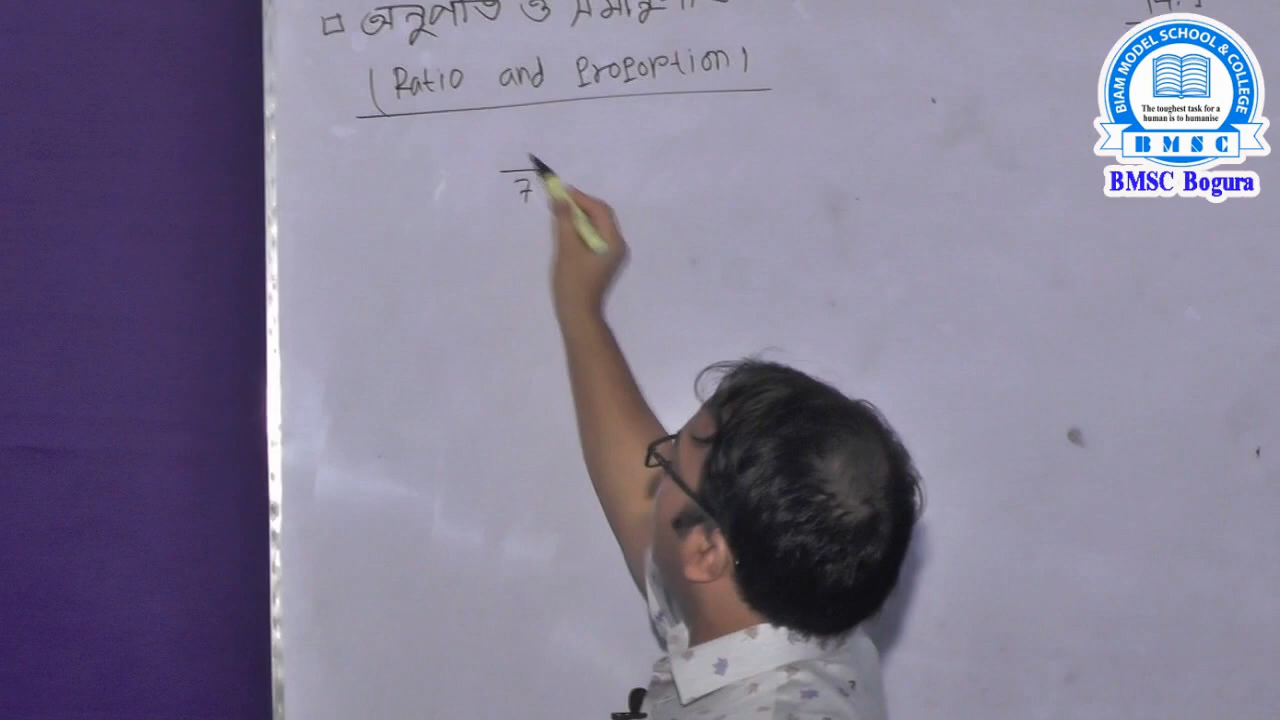 □ অনুপাত ও সমানুপাত
(Ratio and Proportion)
7
BIAM MODEL SCHOOL & COLLEGE
The toughest task for a
human is to humanise
BMSC
BMSC Bogura